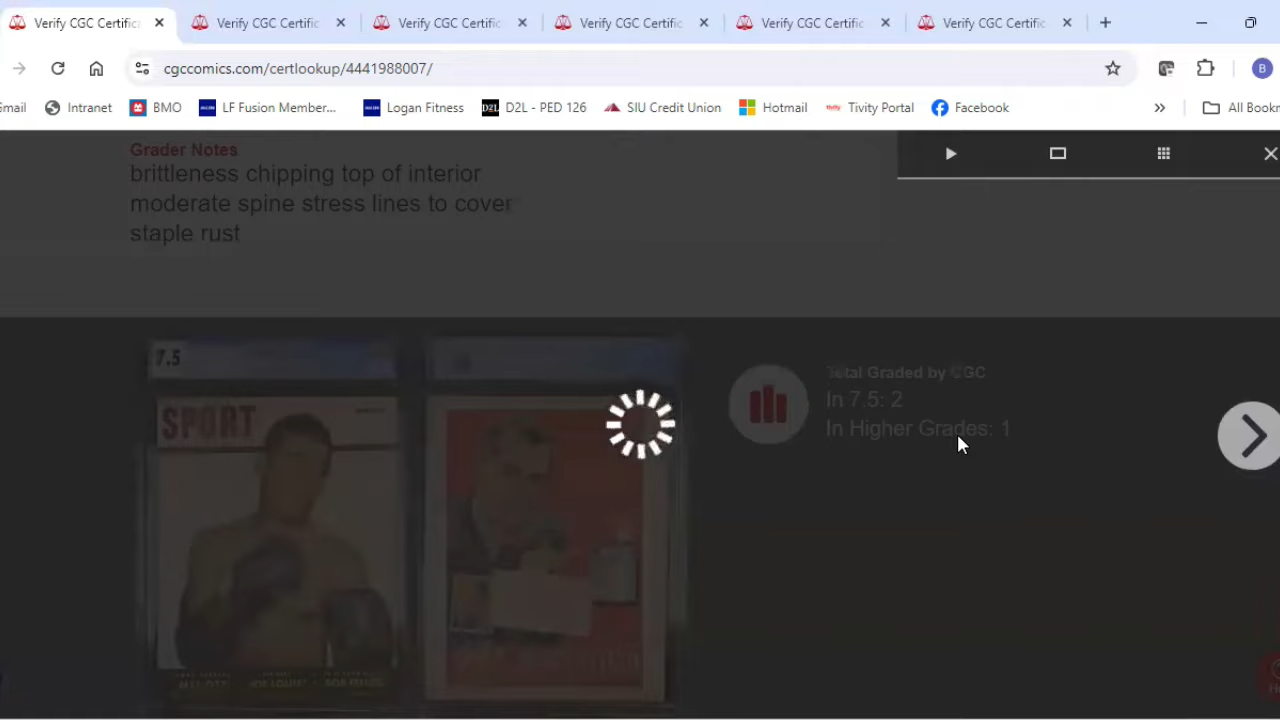 Verify CGC Certifica
Verify CGC Certific
Verify CGC Certific
Verify CGC Certific
Verify CGC Certific
Verify CGC Certific
cgccomics.com/certlookup/4441988007/
B
Gmail
Intranet
BMO
LF Fusion Member...
Logan Fitness
D2L - PED 126
SIU Credit Union
Hotmail
Tivity Portal
Facebook
All Bookm
Grader Notes
brittleness chipping top of interior
moderate spine stress lines to cover
staple rust
7.5
SPORT
Total Graded by CGC
In 7.5: 2
In Higher Grades: 1